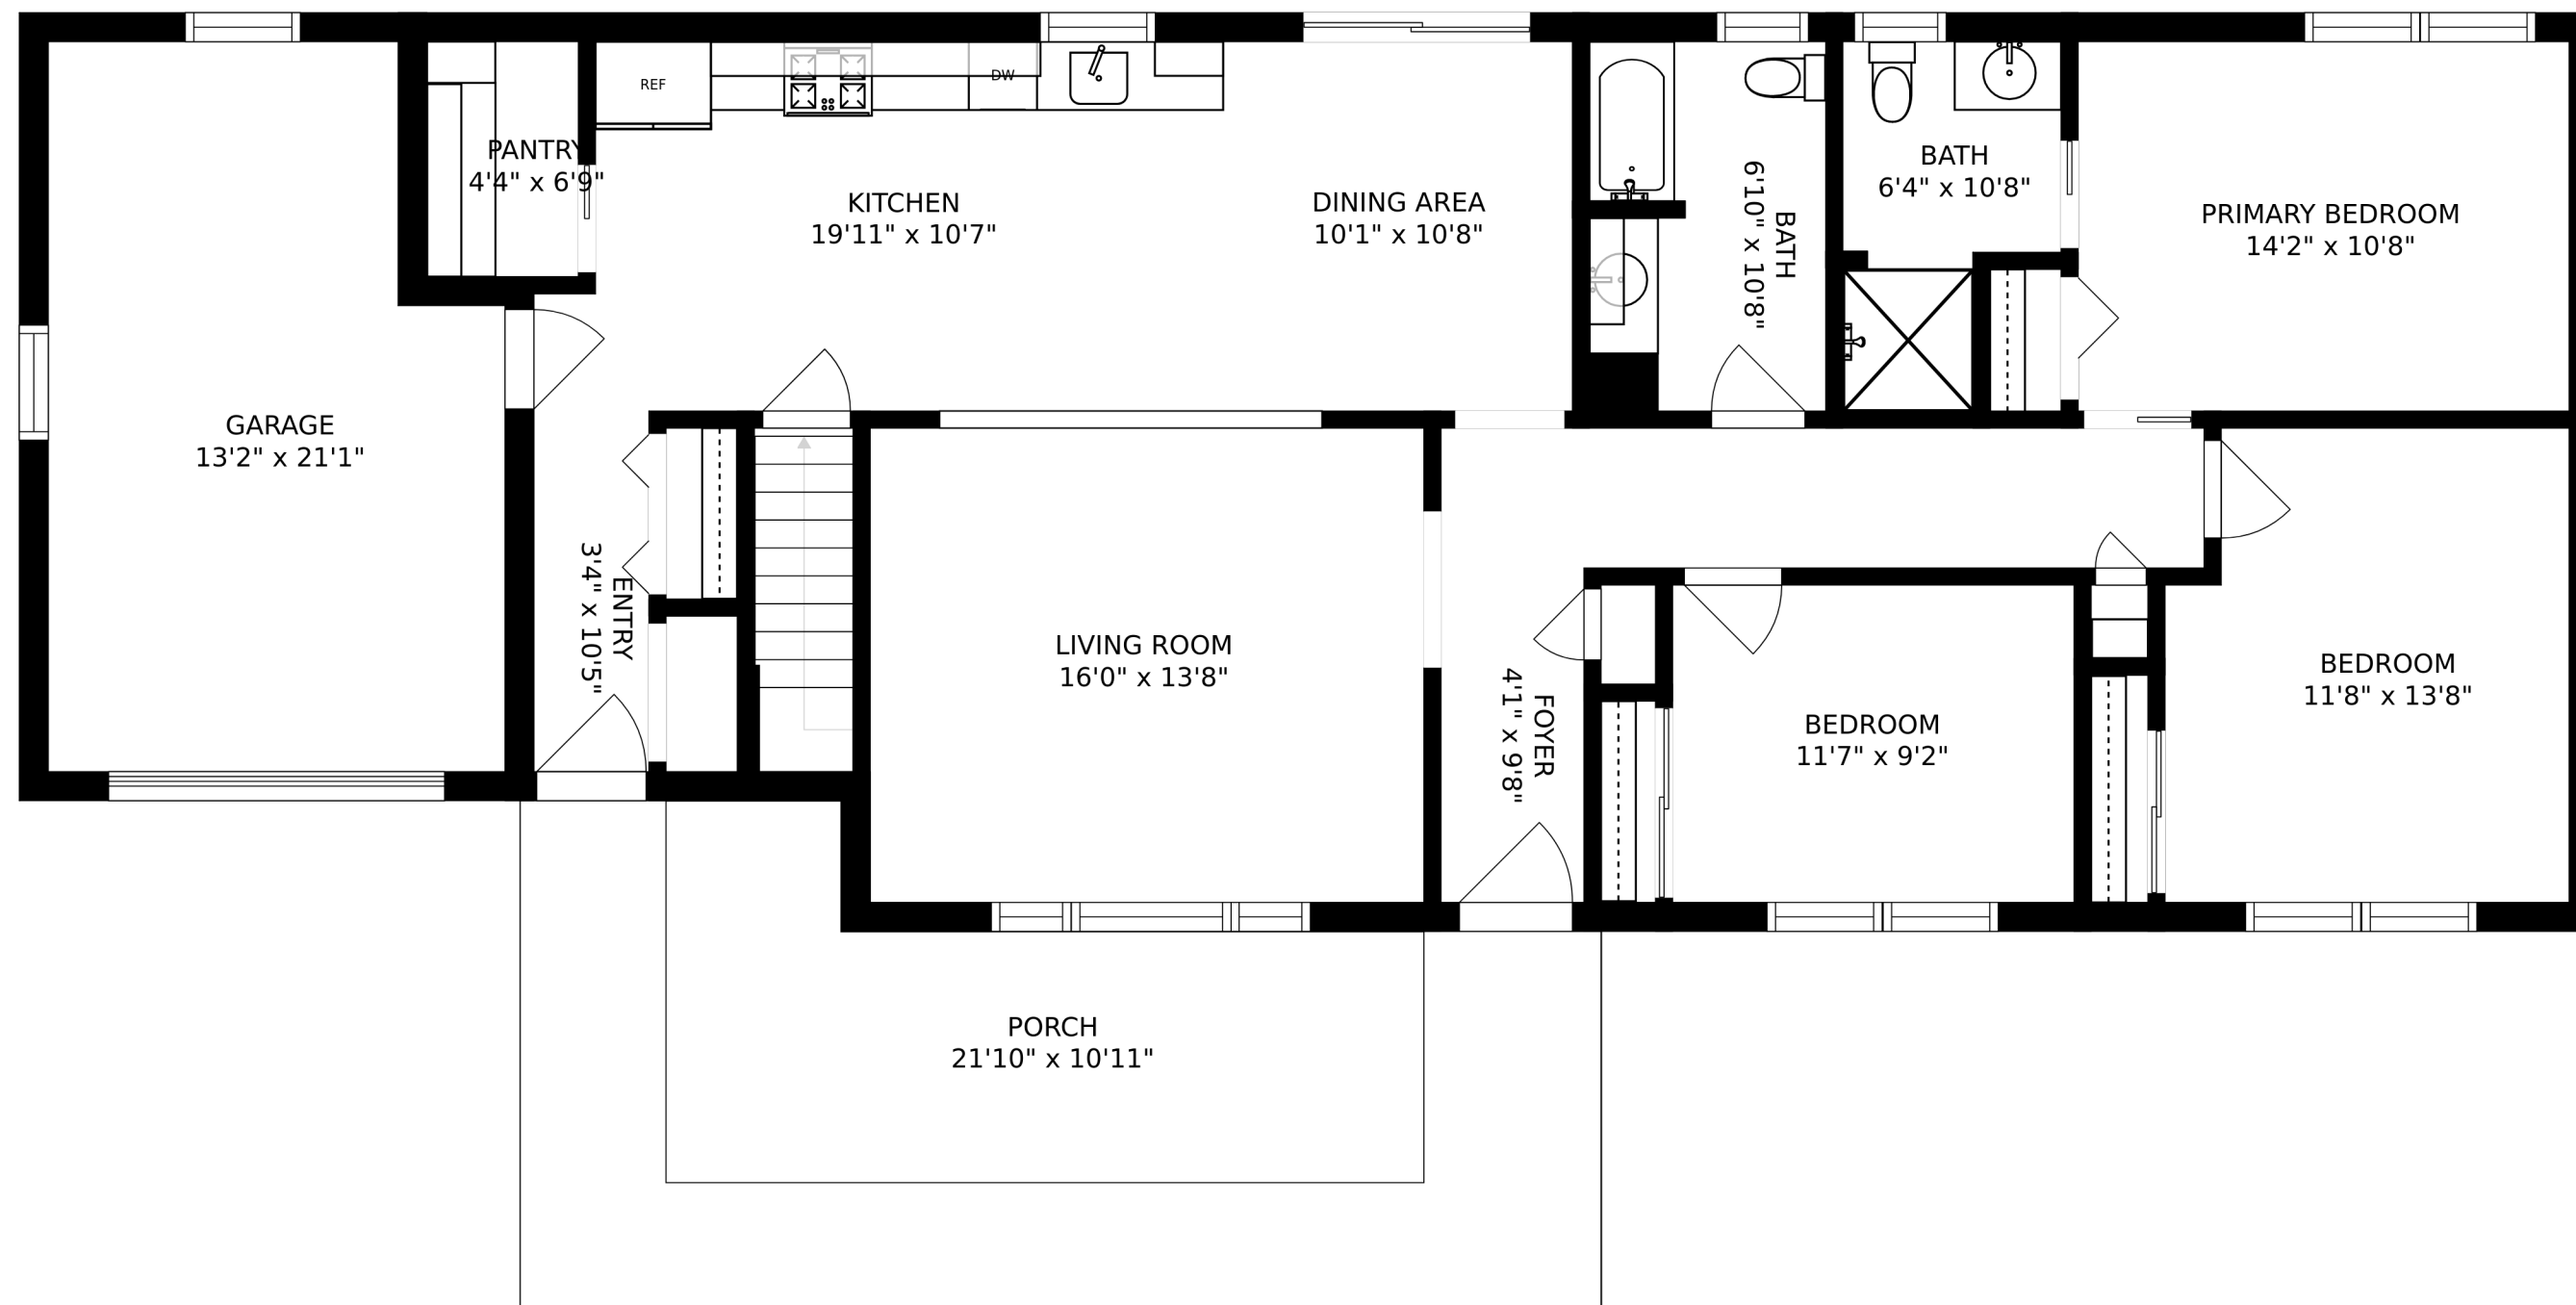 REF
DW
PANTRY
4'4" x 6'9"
KITCHEN
19'11" x 10'7"
DINING AREA
10'1" x 10'8"
BATH
6'10" x 10'8"
BATH
6'4" x 10'8"
PRIMARY BEDROOM
14'2" x 10'8"
GARAGE
13'2" x 21'1"
ENTRY
3'4" x 10'5"
LIVING ROOM
16'0" x 13'8"
FOYER
4'1" x 9'8"
BEDROOM
11'7" x 9'2"
BEDROOM
11'8" x 13'8"
PORCH
21'10" x 10'11"